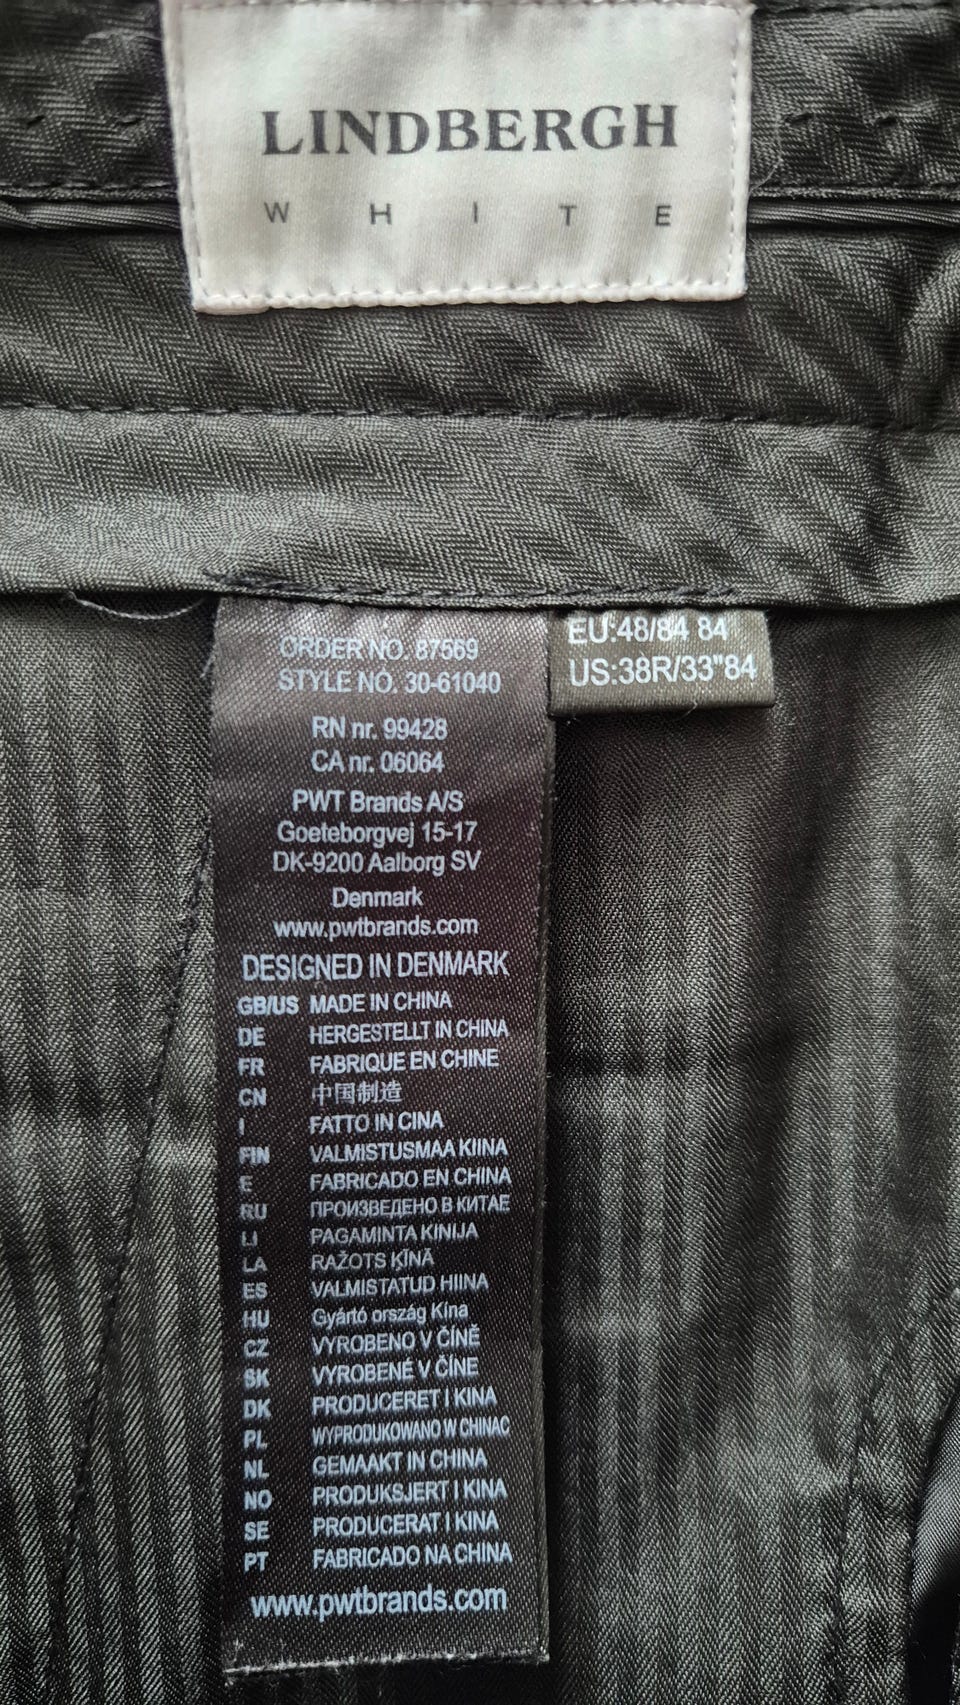 LINDBERGH
WHITE
ORDER NO. 87569
STYLE NO. 30-61040
RN nr. 99428
CA nr. 06064
PWT Brands A/S
Goeteborgvej 15-17
DK-9200 Aalborg SV
Denmark
www.pwtbrands.com
DESIGNED IN DENMARK
GB/US MADE IN CHINA
DE HERGESTELLT IN CHINA
FR FABRIQUE EN CHINE
CN 中国制造
I FATTO IN CINA
FIN VALMISTUSMAA KIINA
E FABRICADO EN CHINA
RU ПРОИЗВЕДЕНО В КИТАЕ
LI PAGAMINTA KINIJA
LA RAŽOTS ĶĪNĀ
ES VALMISTATUD HIINA
HU Gyártó ország Kína
CZ VYROBENO V ČÍNĚ
SK VYROBENÉ V ČÍNE
DK PRODUCERET I KINA
PL WYPRODUKOWANO W CHINAC
NL GEMAAKT IN CHINA
NO PRODUKSJERT I KINA
SE PRODUCERAT I KINA
PT FABRICADO NA CHINA
www.pwtbrands.com
EU:48/84 84
US:38R/33"84